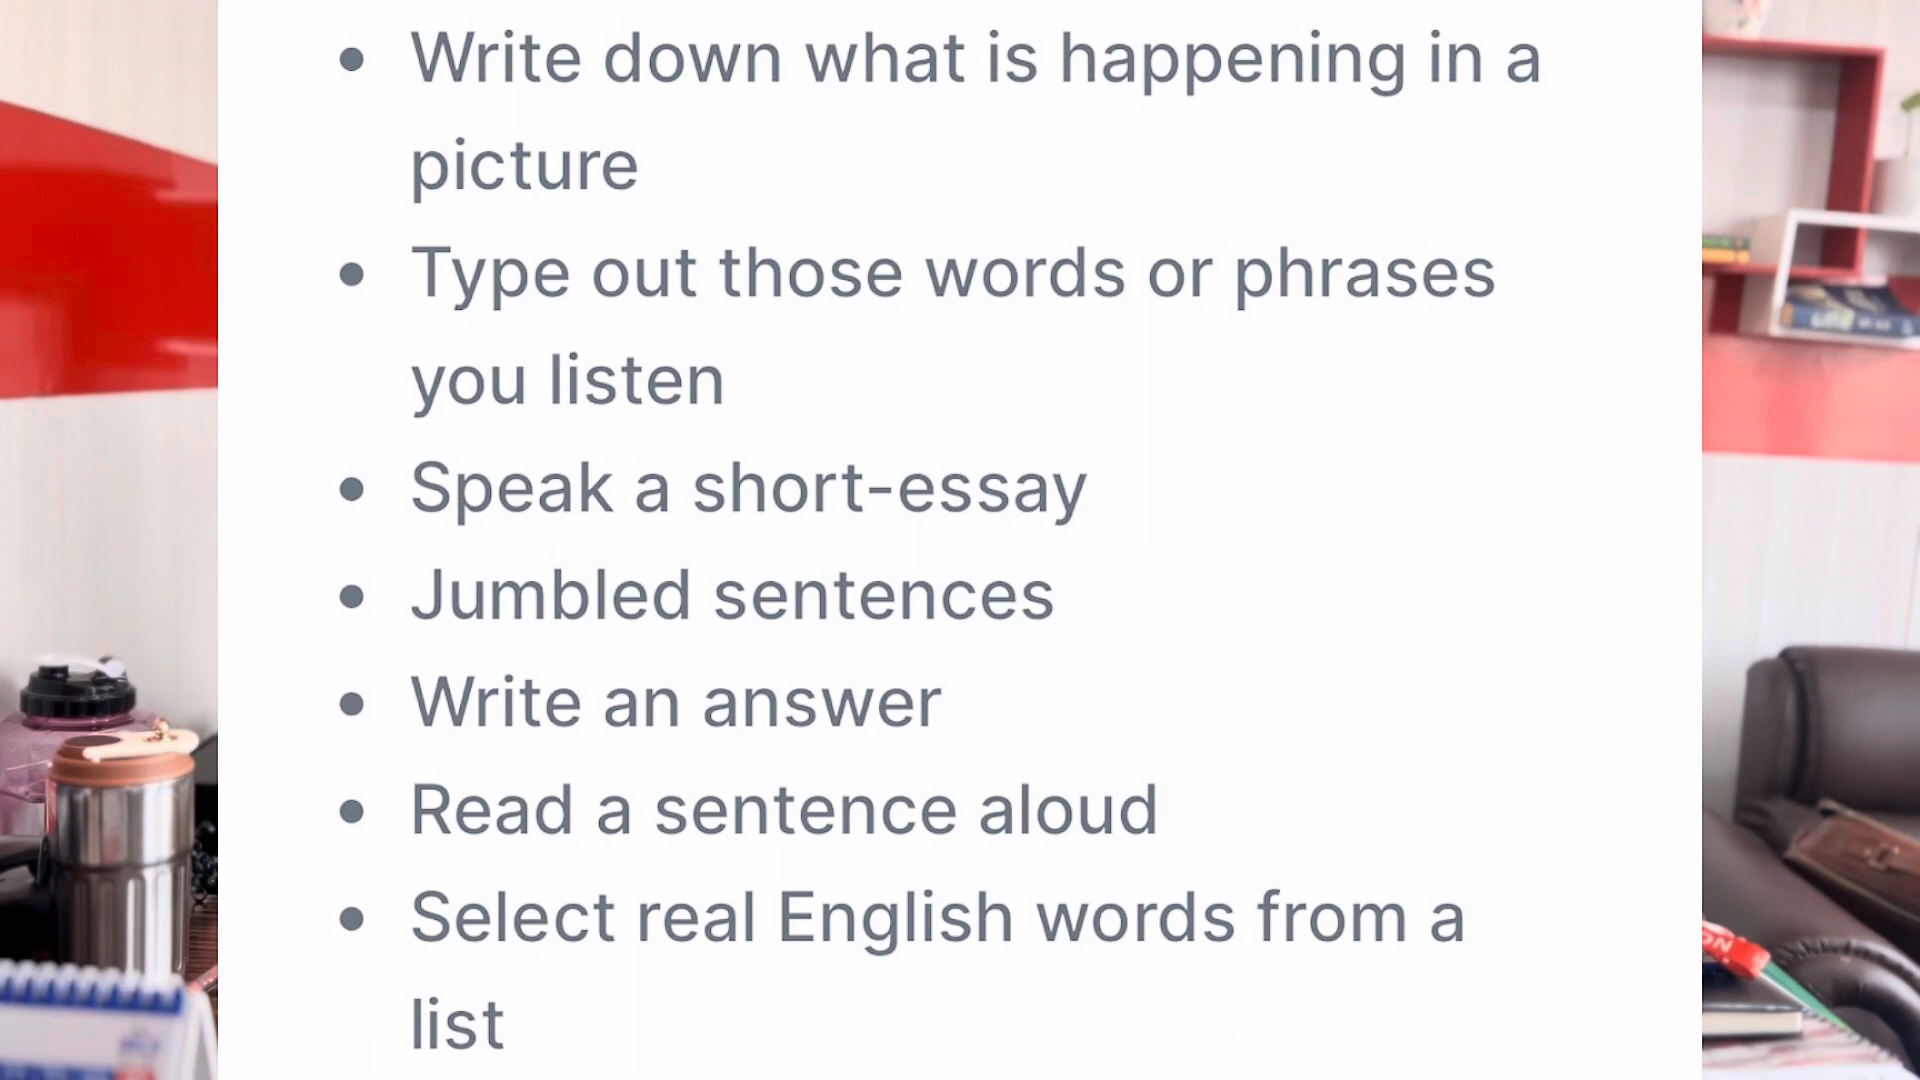 • Write down what is happening in a
picture
• Type out those words or phrases
you listen
• Speak a short-essay
• Jumbled sentences
• Write an answer
• Read a sentence aloud
• Select real English words from a
list